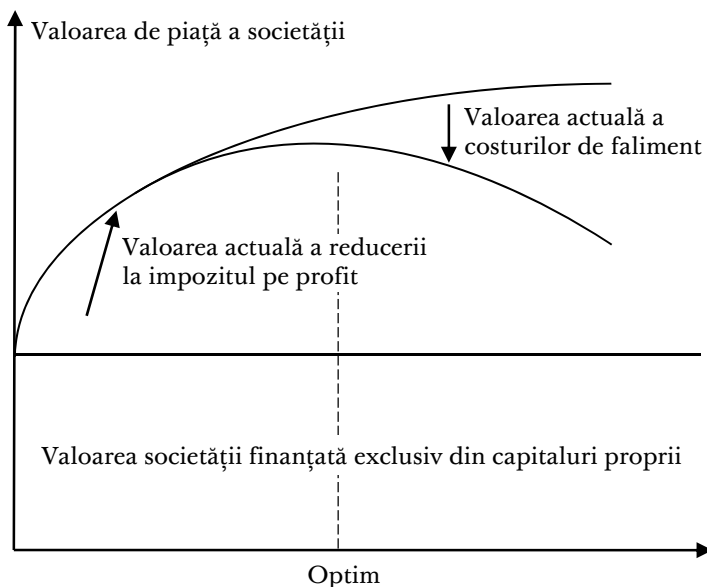 Valoarea de piață a societății
Valoarea actuală a
costurilor de faliment
Valoarea actuală a reducerii
la impozitul pe profit
Valoarea societății finanțată exclusiv din capitaluri proprii
Optim